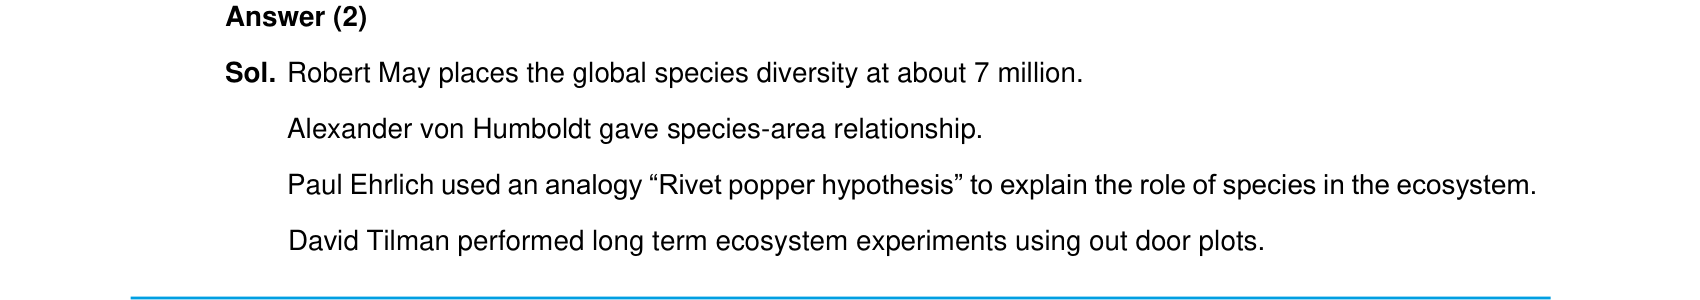 Answer (2)
Sol. Robert May places the global species diversity at about 7 million.
Alexander von Humboldt gave species-area relationship.
Paul Ehrlich used an analogy “Rivet popper hypothesis” to explain the role of species in the ecosystem.
David Tilman performed long term ecosystem experiments using out door plots.